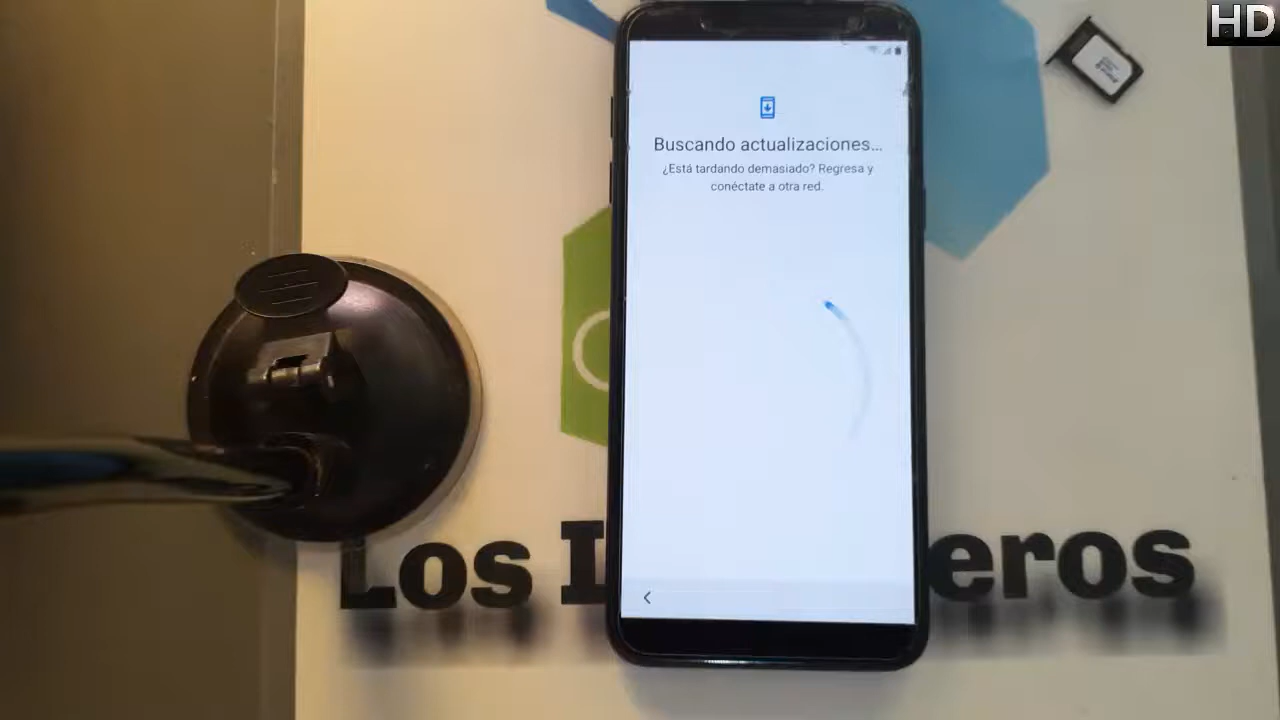 HD
Buscando actualizaciones...
¿Está tardando demasiado? Regresa y
conéctate a otra red.
Los I eros